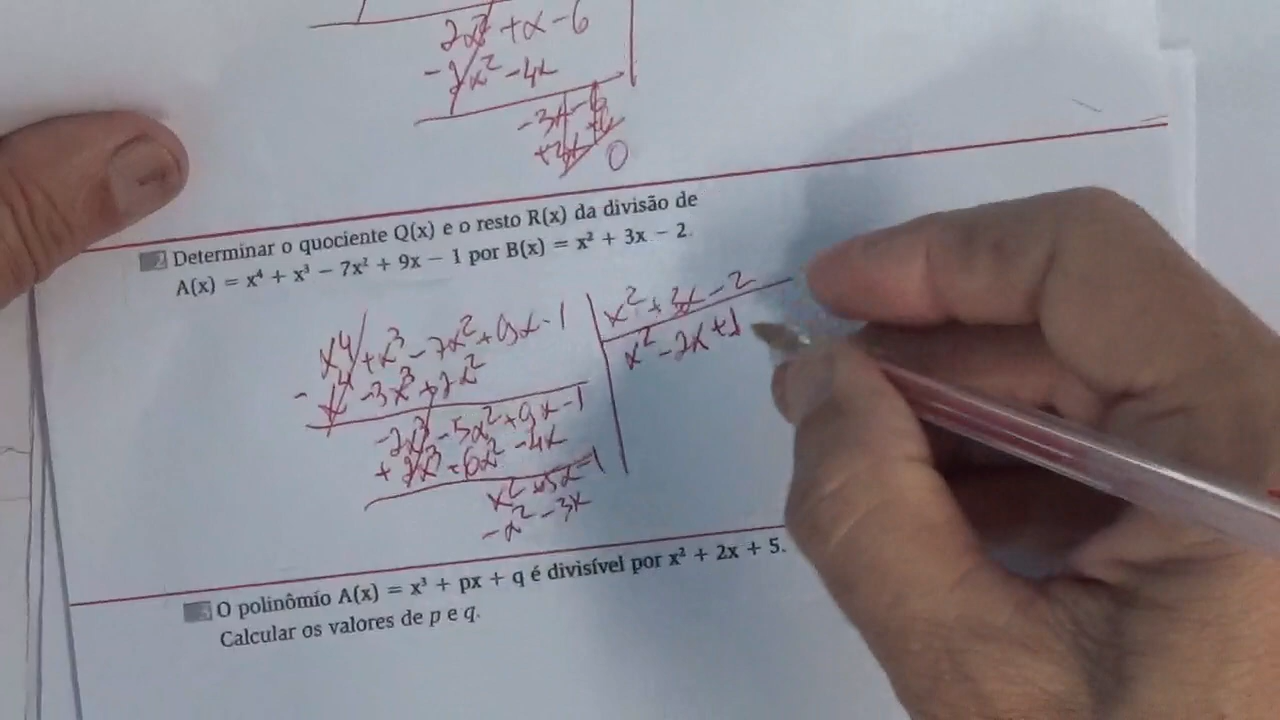 2x² + x - 6
- 2x² - 4x
-3x - 6
0
Determinar o quociente Q(x) e o resto R(x) da divisão de
A(x) = x⁴ + x³ − 7x² + 9x − 1 por B(x) = x² + 3x − 2.
x⁴ + x³ - 7x² + 9x - 1
x² + 3x - 2
- x⁴ - 3x³ + 2x²
x² - 2x + 1
-2x³ - 5x² + 9x - 1
+ 2x³ + 6x² - 4x
x² + 5x - 1
- x² - 3x
O polinômio A(x) = x³ + px + q é divisível por x² + 2x + 5.
Calcular os valores de p e q.